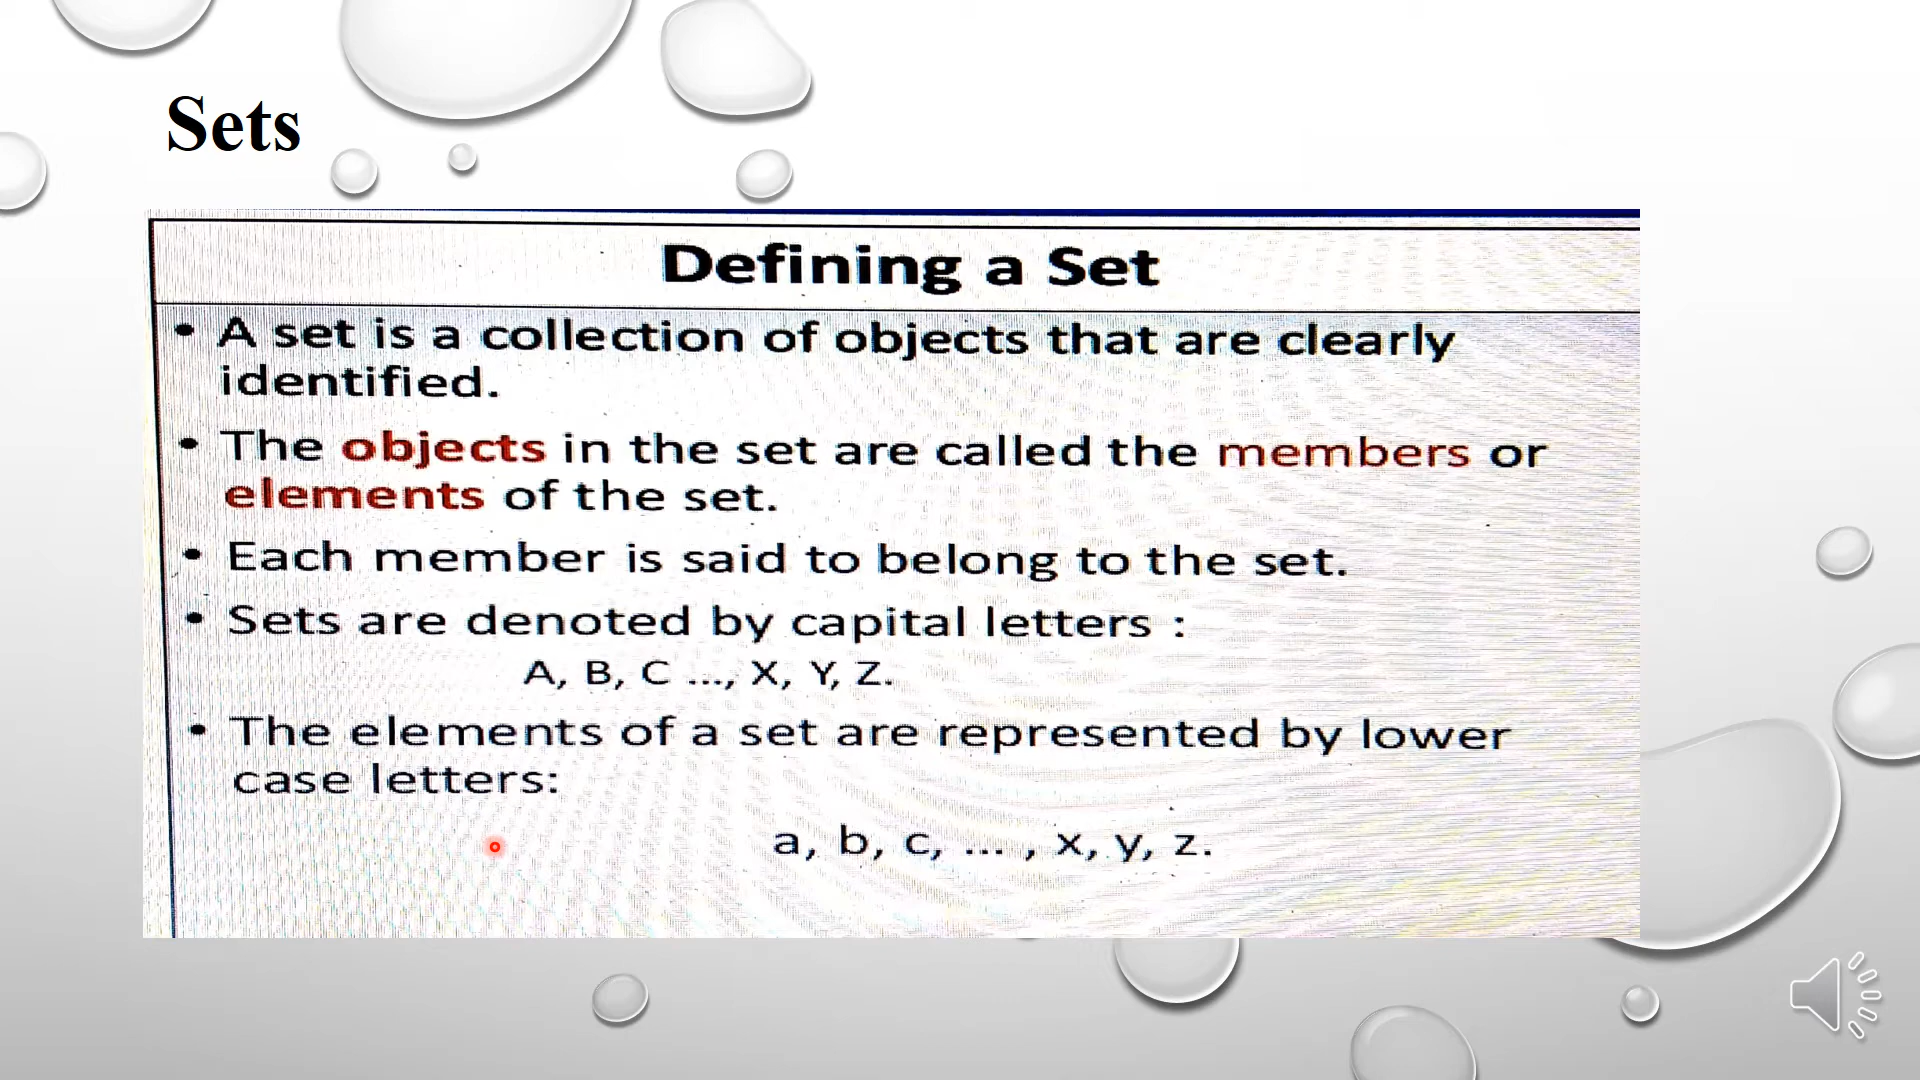 Sets
Defining a Set
• A set is a collection of objects that are clearly
identified.
• The objects in the set are called the members or
elements of the set.
• Each member is said to belong to the set.
• Sets are denoted by capital letters :
A, B, C ..., X, Y, Z.
• The elements of a set are represented by lower
case letters:
a, b, c, ... , x, y, z.